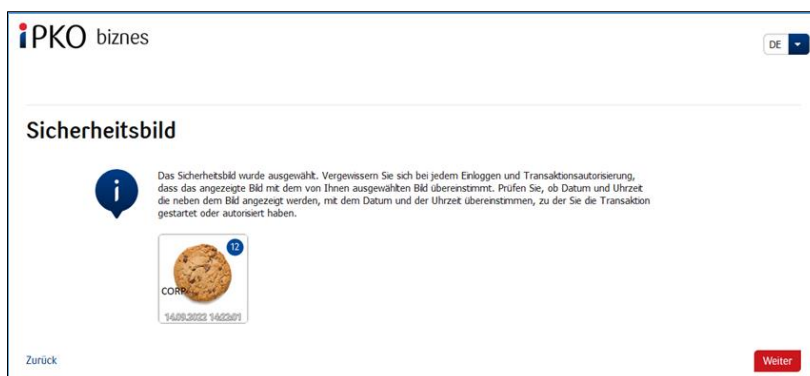 iPKO biznes
DE
Sicherheitsbild
Das Sicherheitsbild wurde ausgewählt. Vergewissern Sie sich bei jedem Einloggen und Transaktionsautorisierung,
dass das angezeigte Bild mit dem von Ihnen ausgewählten Bild übereinstimmt. Prüfen Sie, ob Datum und Uhrzeit
die neben dem Bild angezeigt werden, mit dem Datum und der Uhrzeit übereinstimmen, zu der Sie die Transaktion
gestartet oder autorisiert haben.
12
CORP
14.09.2022 14:22:01
Zurück
Weiter